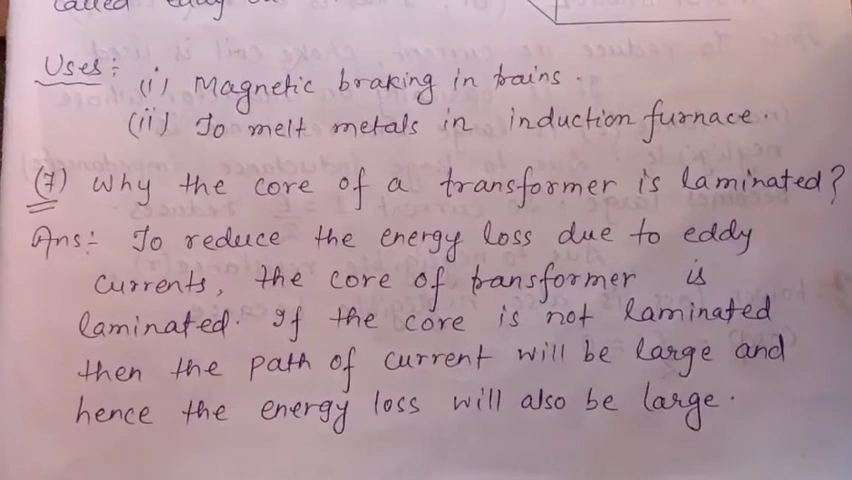 called eddy
Uses:
(i) Magnetic braking in trains.
(ii) To melt metals in induction furnace.
(7) Why the core of a transformer is laminated?
Ans:- To reduce the energy loss due to eddy
currents, the core of transformer is
laminated. If the core is not laminated
then the path of current will be large and
hence the energy loss will also be large.